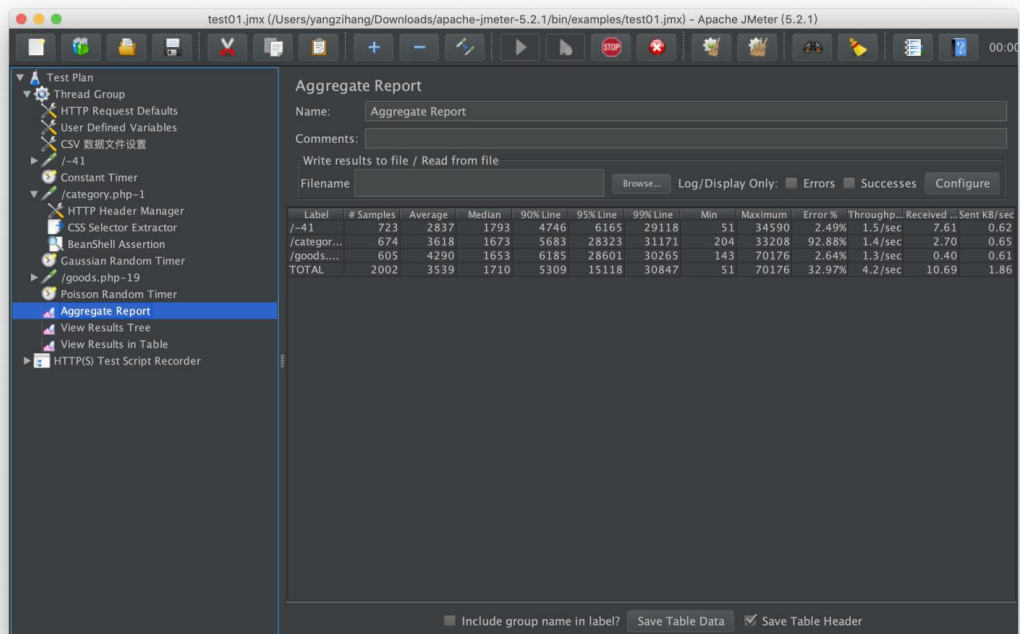 test01.jmx (/Users/yangzihang/Downloads/apache-jmeter-5.2.1/bin/examples/test01.jmx) - Apache JMeter (5.2.1)
STOP
00:00
Test Plan
Thread Group
HTTP Request Defaults
User Defined Variables
CSV 数据文件设置
/-41
Constant Timer
/category.php-1
HTTP Header Manager
CSS Selector Extractor
BeanShell Assertion
Gaussian Random Timer
/goods.php-19
Poisson Random Timer
Aggregate Report
View Results Tree
View Results in Table
HTTP(S) Test Script Recorder
Aggregate Report
Name: Aggregate Report
Comments:
Write results to file / Read from file
Filename Browse... Log/Display Only: Errors Successes Configure
Label # Samples Average Median 90% Line 95% Line 99% Line Min Maximum Error % Throughp... Received ... Sent KB/sec
/-41 723 2837 1793 4746 6165 29118 51 34590 2.49% 1.5/sec 7.61 0.62
/categor... 674 3618 1673 5683 28323 31171 204 33208 92.88% 1.4/sec 2.70 0.65
/goods.... 605 4290 1653 6185 28601 30265 143 70176 2.64% 1.3/sec 0.40 0.61
TOTAL 2002 3539 1710 5309 15118 30847 51 70176 32.97% 4.2/sec 10.69 1.86
Include group name in label? Save Table Data Save Table Header